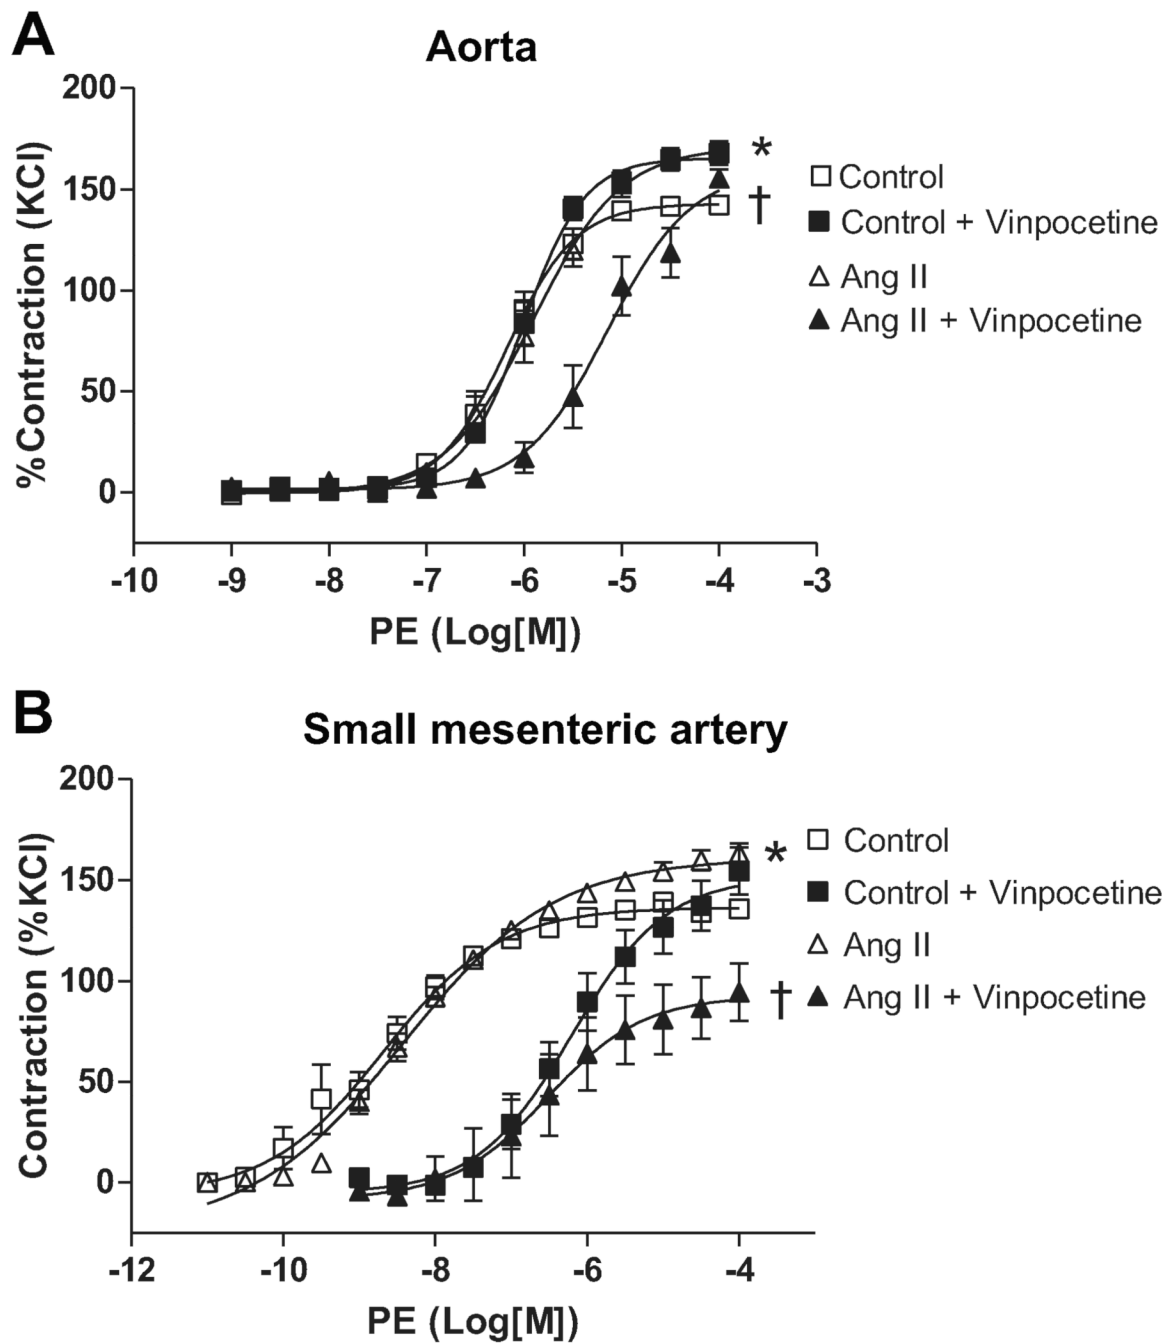 A
Aorta
200
150
100
50
0
%Contraction (KCl)
-10 -9 -8 -7 -6 -5 -4 -3
PE (Log[M])
*
†
Control
Control + Vinpocetine
Ang II
Ang II + Vinpocetine
B
Small mesenteric artery
200
150
100
50
0
Contraction (%KCl)
-12 -10 -8 -6 -4
PE (Log[M])
*
†
Control
Control + Vinpocetine
Ang II
Ang II + Vinpocetine